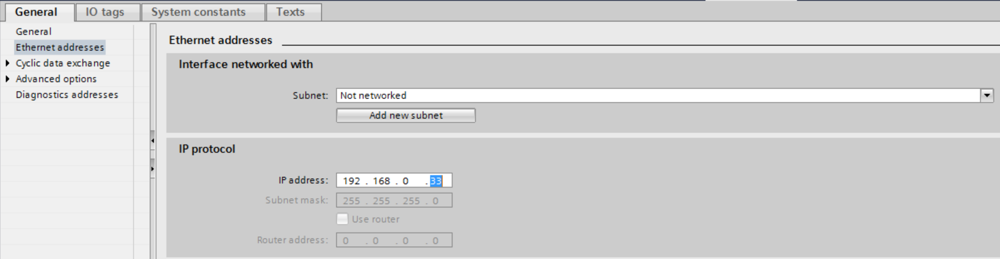 General IO tags System constants Texts
General
Ethernet addresses
Cyclic data exchange
Advanced options
Diagnostics addresses
Ethernet addresses
Interface networked with
Subnet: Not networked
Add new subnet
IP protocol
IP address: 192 . 168 . 0 . 33
Subnet mask: 255 . 255 . 255 . 0
Use router
Router address: 0 . 0 . 0 . 0